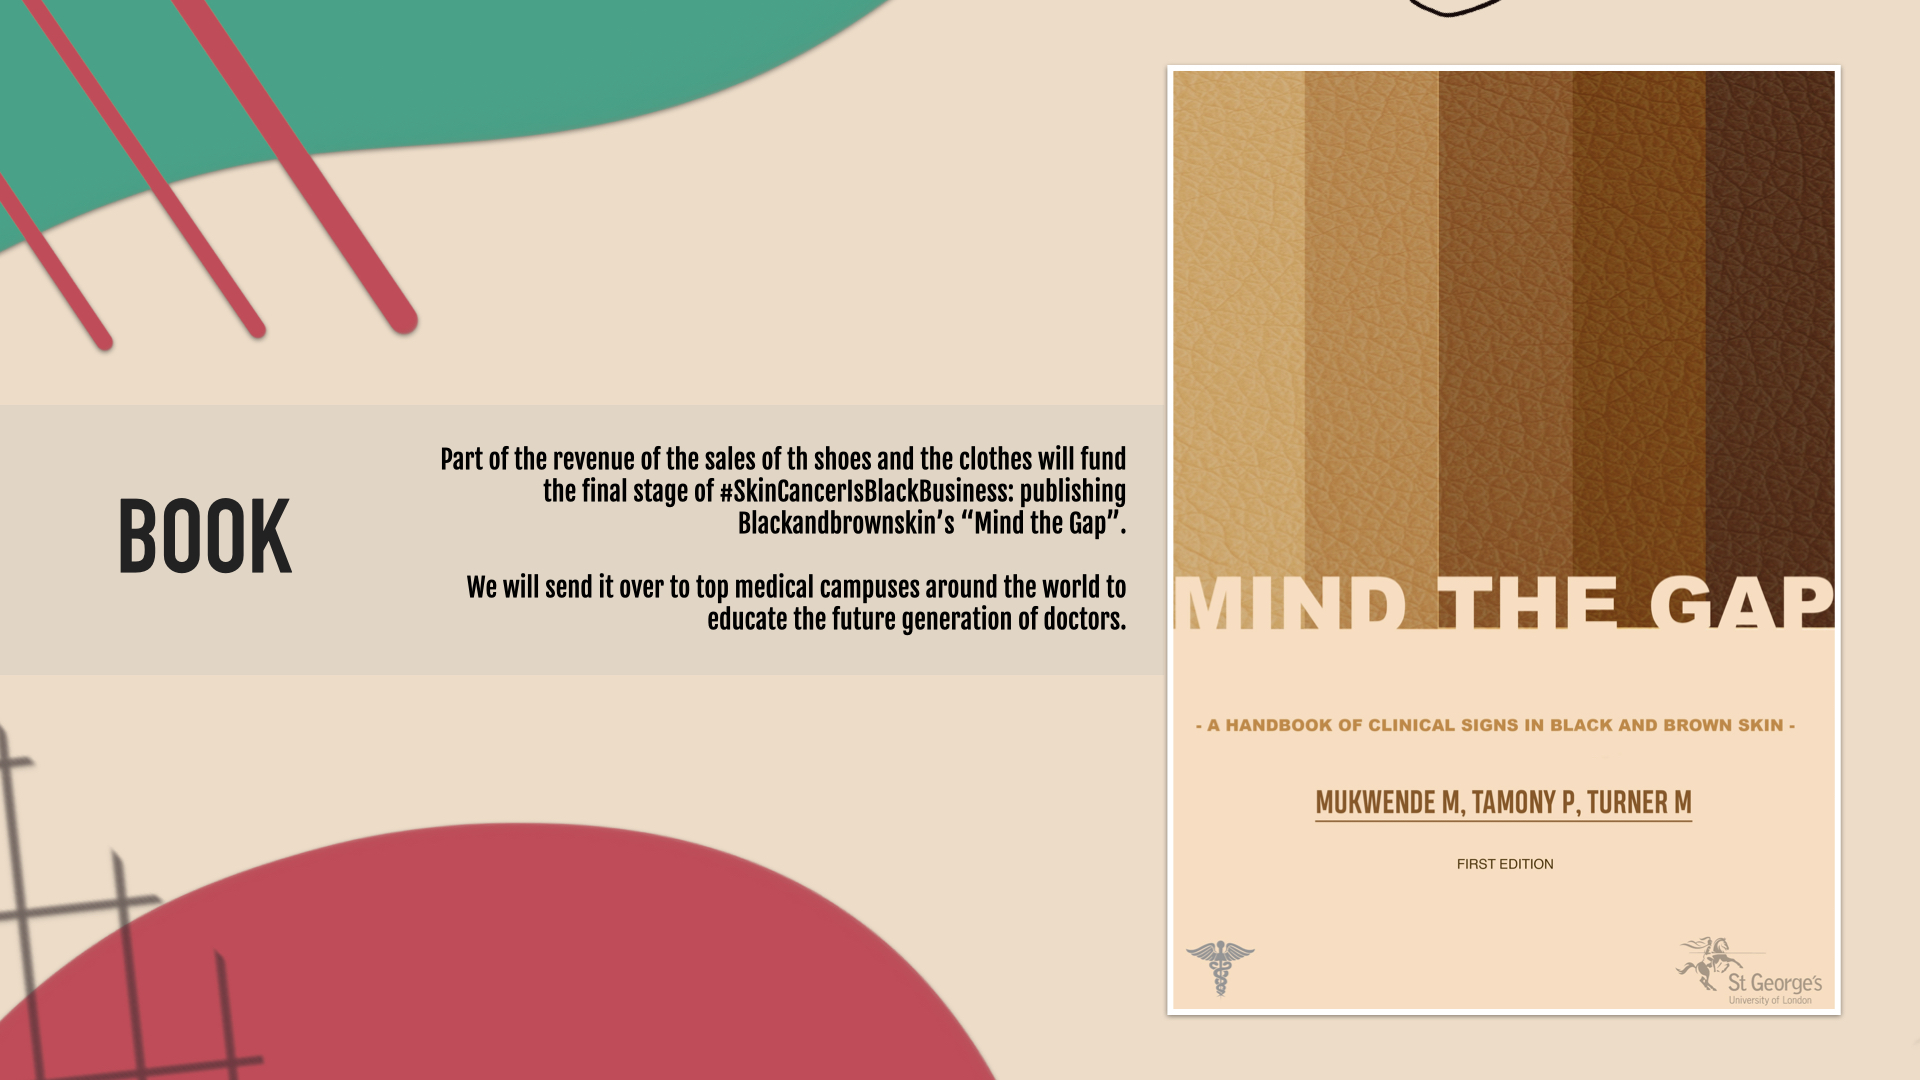 BOOK
Part of the revenue of the sales of th shoes and the clothes will fund
the final stage of #SkinCancerIsBlackBusiness: publishing
Blackandbrownskin’s “Mind the Gap”.
We will send it over to top medical campuses around the world to
educate the future generation of doctors.
MIND THE GAP
- A HANDBOOK OF CLINICAL SIGNS IN BLACK AND BROWN SKIN -
MUKWENDE M, TAMONY P, TURNER M
FIRST EDITION
St George's
University of London